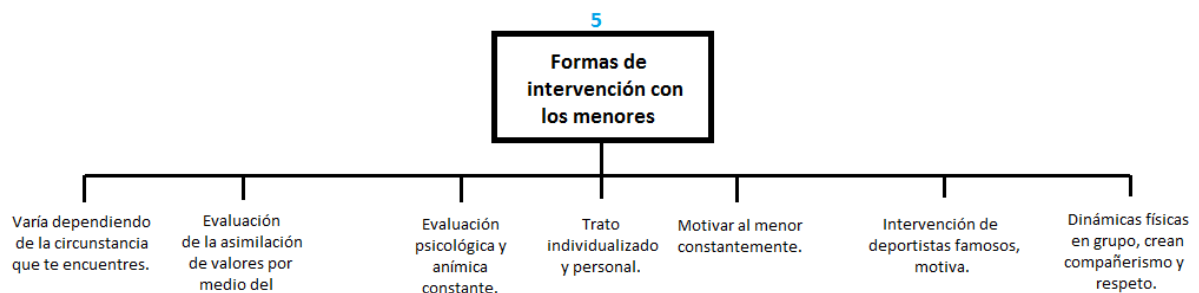 5
Formas de
intervención con
los menores
Varía dependiendo
de la circunstancia
que te encuentres.
Evaluación
de la asimilación
de valores por
medio del
Evaluación
psicológica y
anímica
constante.
Trato
individualizado
y personal.
Motivar al menor
constantemente.
Intervención de
deportistas famosos,
motiva.
Dinámicas físicas
en grupo, crean
compañerismo y
respeto.